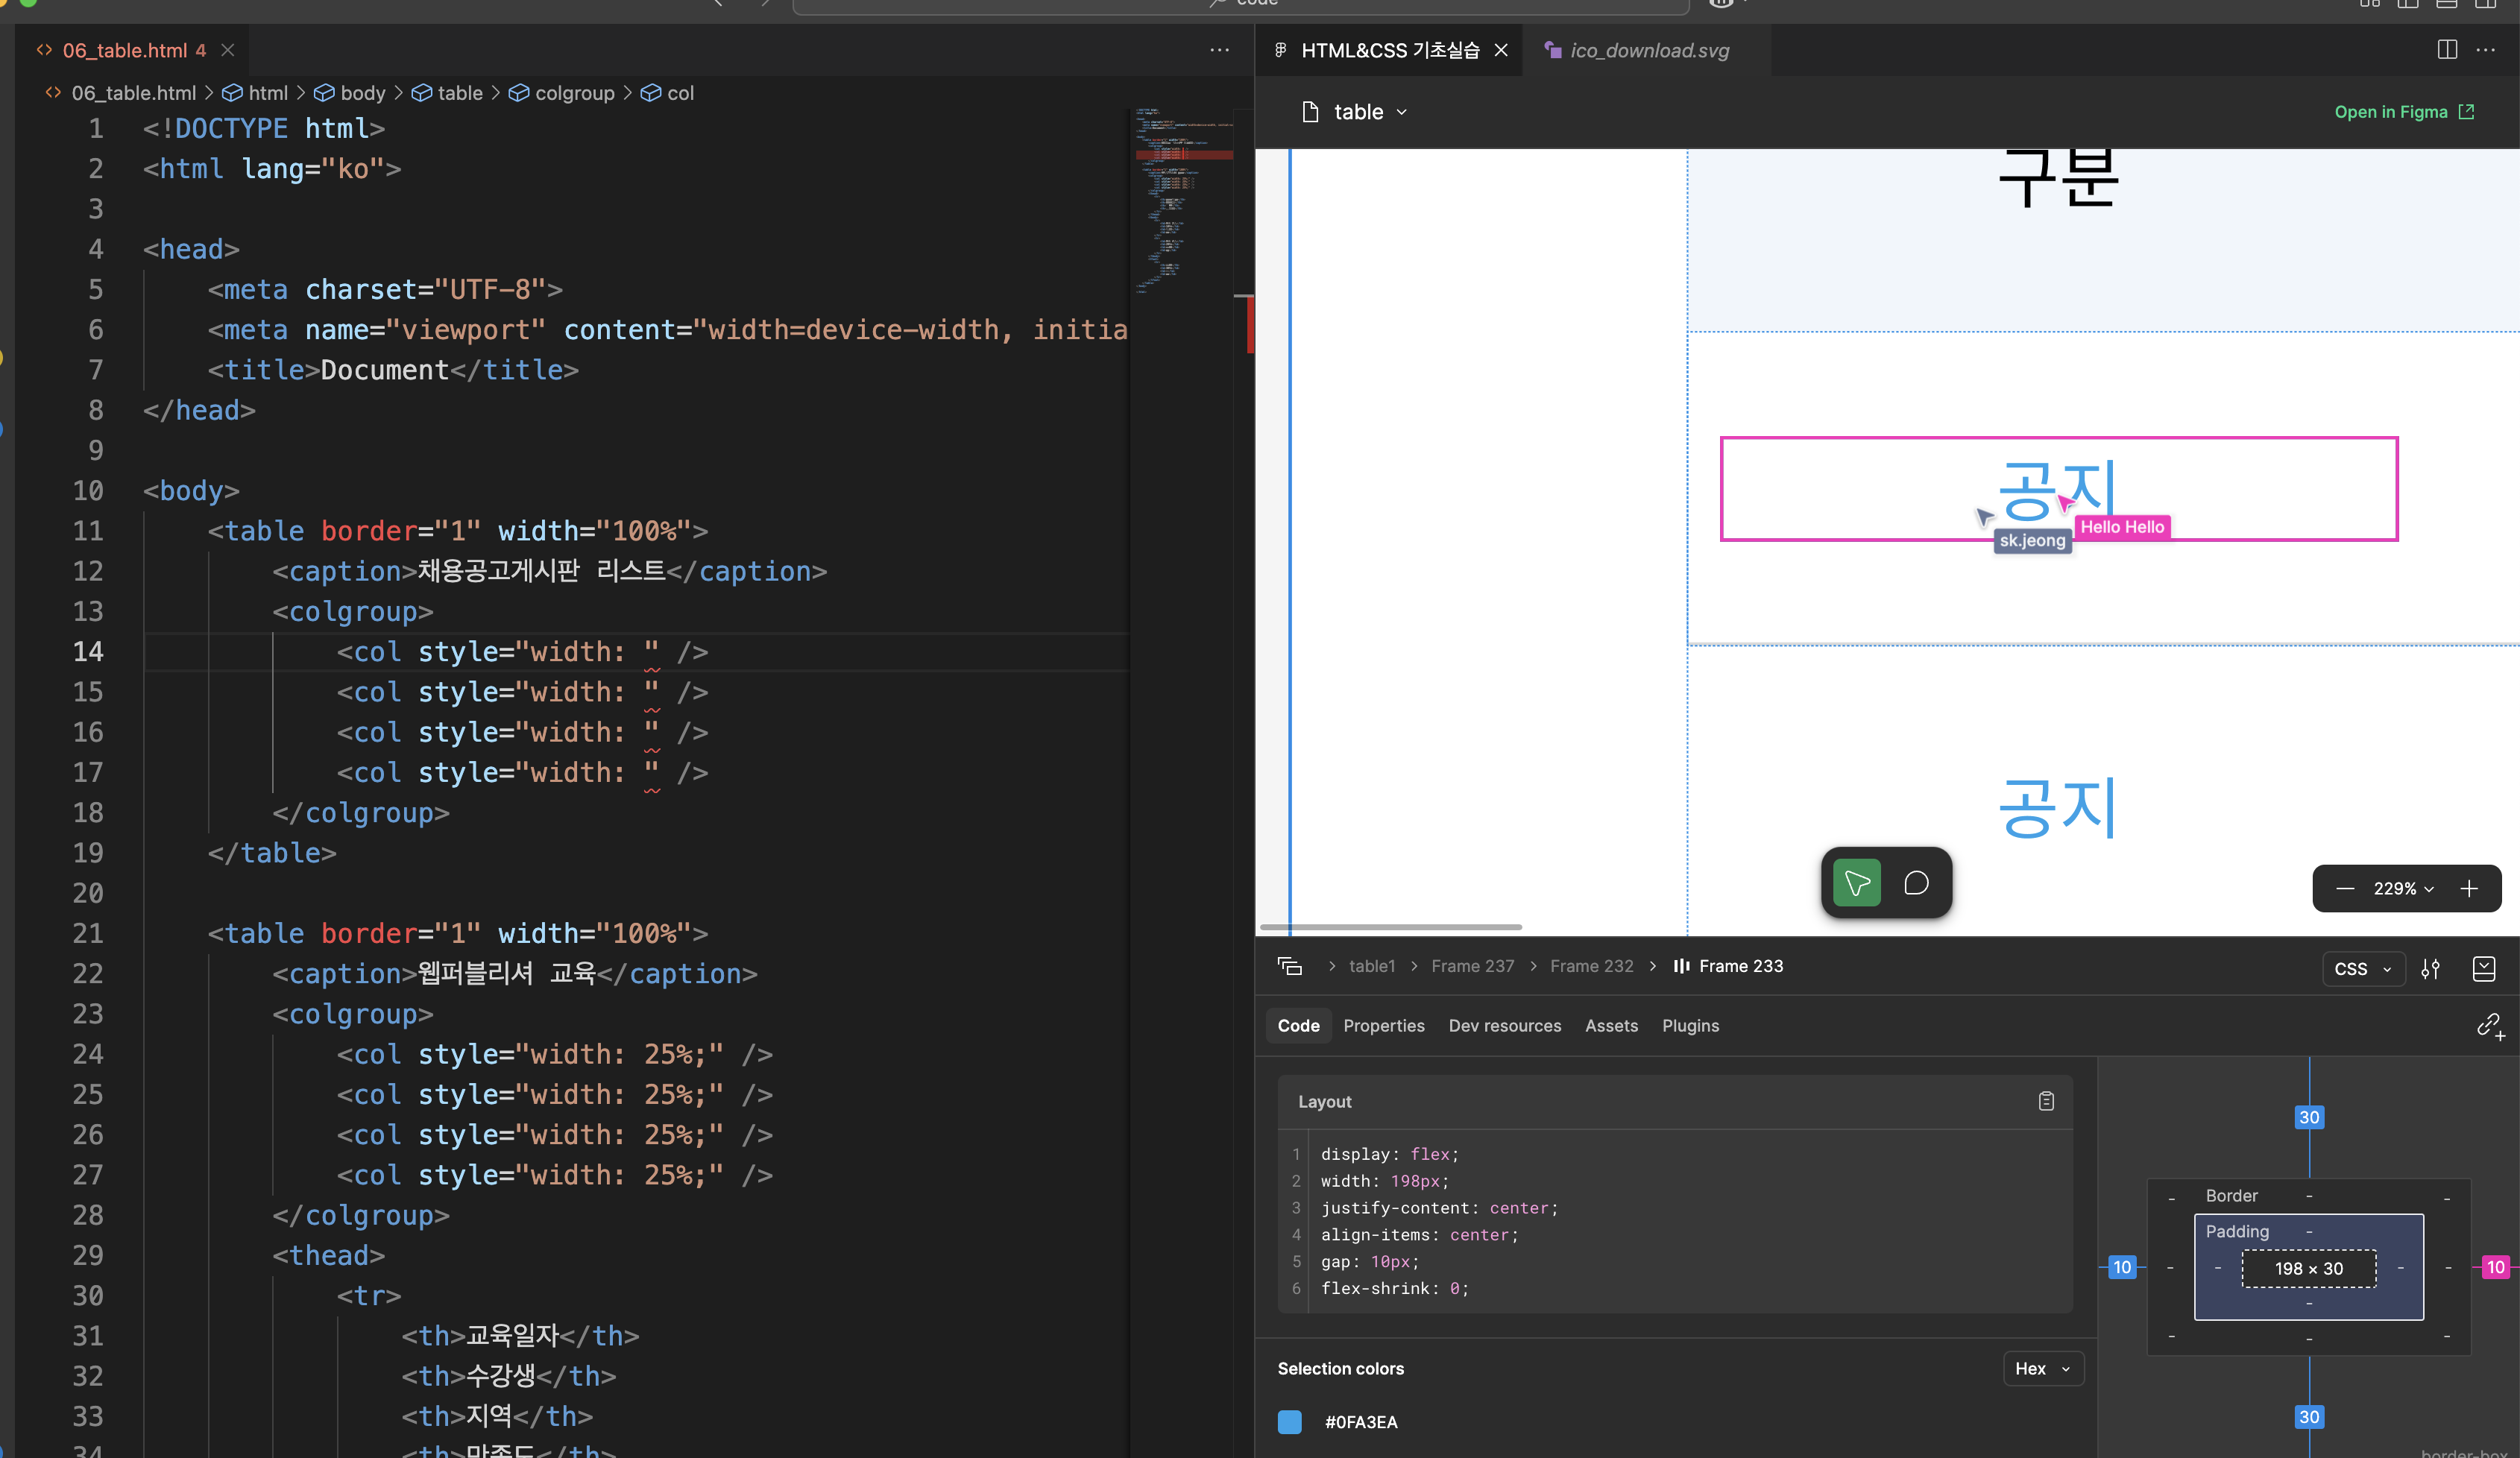 code
06_table.html 4
06_table.html > html > body > table > colgroup > col
1 <!DOCTYPE html>
2 <html lang="ko">
3
4 <head>
5 <meta charset="UTF-8">
6 <meta name="viewport" content="width=device-width, initia
7 <title>Document</title>
8 </head>
9
10 <body>
11 <table border="1" width="100%">
12 <caption>채용공고게시판 리스트</caption>
13 <colgroup>
14 <col style="width: " />
15 <col style="width: " />
16 <col style="width: " />
17 <col style="width: " />
18 </colgroup>
19 </table>
20
21 <table border="1" width="100%">
22 <caption>웹퍼블리셔 교육</caption>
23 <colgroup>
24 <col style="width: 25%;" />
25 <col style="width: 25%;" />
26 <col style="width: 25%;" />
27 <col style="width: 25%;" />
28 </colgroup>
29 <thead>
30 <tr>
31 <th>교육일자</th>
32 <th>수강생</th>
33 <th>지역</th>
34 <th>만족도</th>
HTML&CSS 기초실습
ico_download.svg
table
Open in Figma
구분
공지
Hello Hello
sk.jeong
공지
229%
> table1 > Frame 237 > Frame 232 > Frame 233
CSS
Code Properties Dev resources Assets Plugins
Layout
1 display: flex;
2 width: 198px;
3 justify-content: center;
4 align-items: center;
5 gap: 10px;
6 flex-shrink: 0;
Selection colors
Hex
#0FA3EA
30
- Border - -
Padding -
10 - - 198 × 30 - - 10
-
- - -
30
border-box